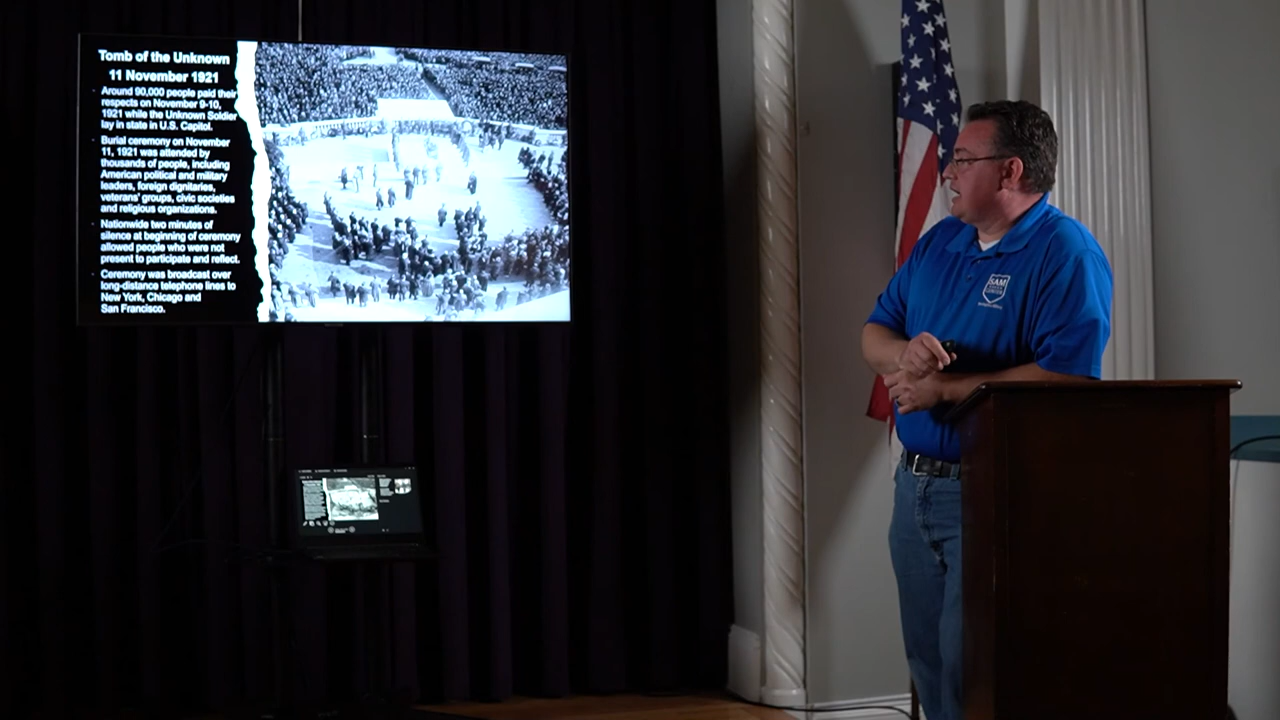 Tomb of the Unknown
11 November 1921
Around 90,000 people paid their
respects on November 9-10,
1921 while the Unknown Soldier
lay in state in U.S. Capitol.
Burial ceremony on November
11, 1921 was attended by
thousands of people, including
American political and military
leaders, foreign dignitaries,
veterans' groups, civic societies
and religious organizations.
Nationwide two minutes of
silence at beginning of ceremony
allowed people who were not
present to participate and reflect.
Ceremony was broadcast over
long-distance telephone lines to
New York, Chicago and
San Francisco.
SAM
CENTER